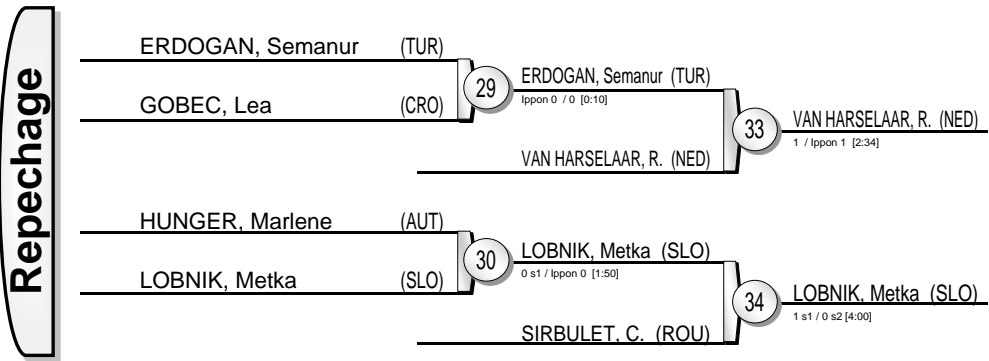 Repechage
ERDOGAN, Semanur (TUR)
GOBEC, Lea (CRO)
29
ERDOGAN, Semanur (TUR)
Ippon 0 / 0 [0:10]
VAN HARSELAAR, R. (NED)
33
VAN HARSELAAR, R. (NED)
1 / Ippon 1 [2:34]
HUNGER, Marlene (AUT)
LOBNIK, Metka (SLO)
30
LOBNIK, Metka (SLO)
0 s1 / Ippon 0 [1:50]
SIRBULET, C. (ROU)
34
LOBNIK, Metka (SLO)
1 s1 / 0 s2 [4:00]